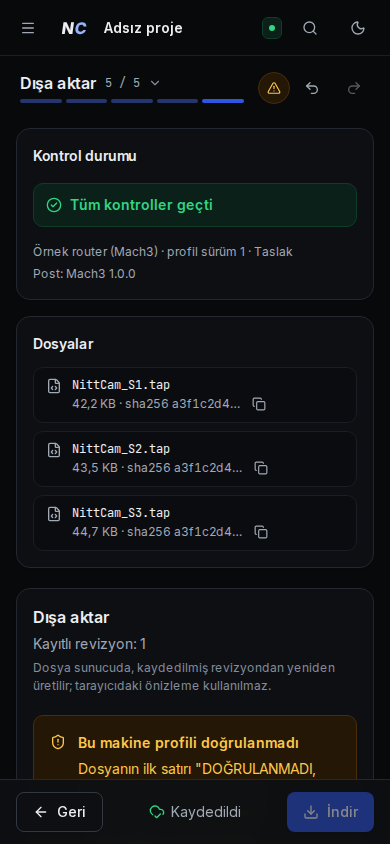 NC Adsız proje
Dışa aktar 5 / 5
Kontrol durumu
Tüm kontroller geçti
Örnek router (Mach3) · profil sürüm 1 · Taslak
Post: Mach3 1.0.0
Dosyalar
NittCam_S1.tap
42,2 KB · sha256 a3f1c2d4…
NittCam_S2.tap
43,5 KB · sha256 a3f1c2d4…
NittCam_S3.tap
44,7 KB · sha256 a3f1c2d4…
Dışa aktar
Kayıtlı revizyon: 1
Dosya sunucuda, kaydedilmiş revizyondan yeniden
üretilir; tarayıcıdaki önizleme kullanılmaz.
Bu makine profili doğrulanmadı
Dosyanın ilk satırı "DOĞRULANMADI,
Geri Kaydedildi İndir